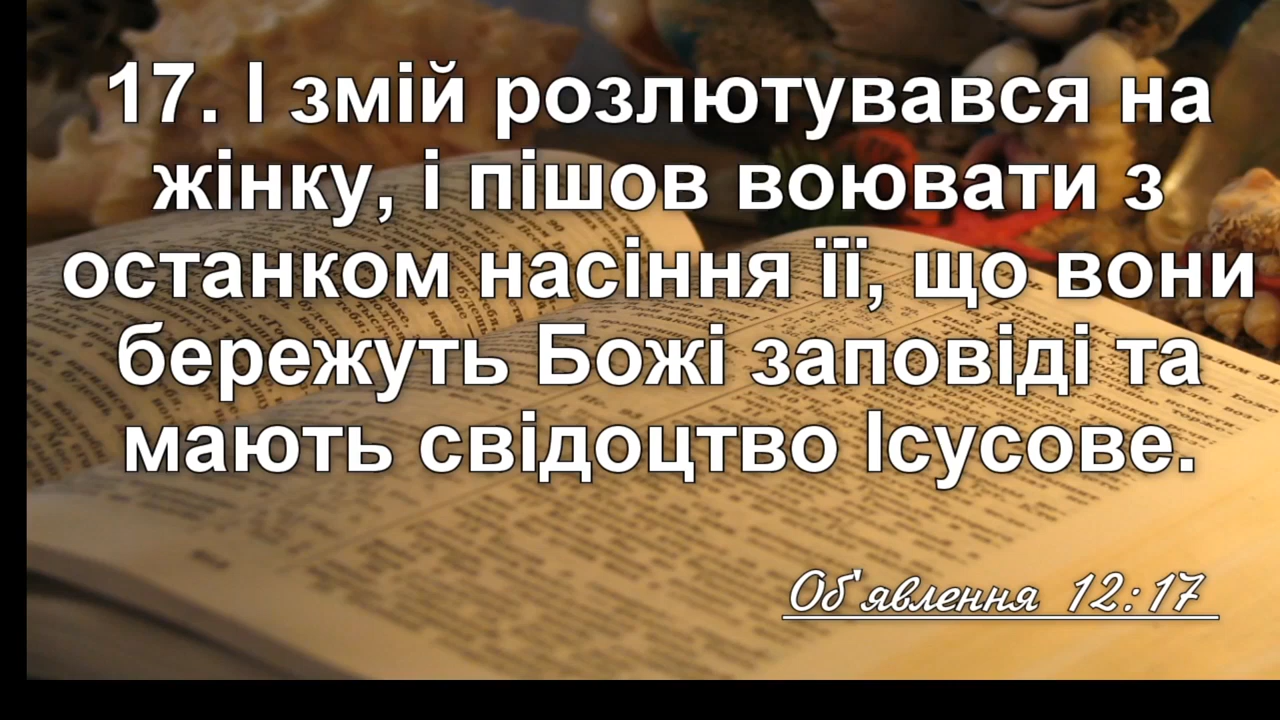 17. І змій розлютувався на
жінку, і пішов воювати з
останком насіння її, що вони
бережуть Божі заповіді та
мають свідоцтво Ісусове.
Об'явлення 12:17